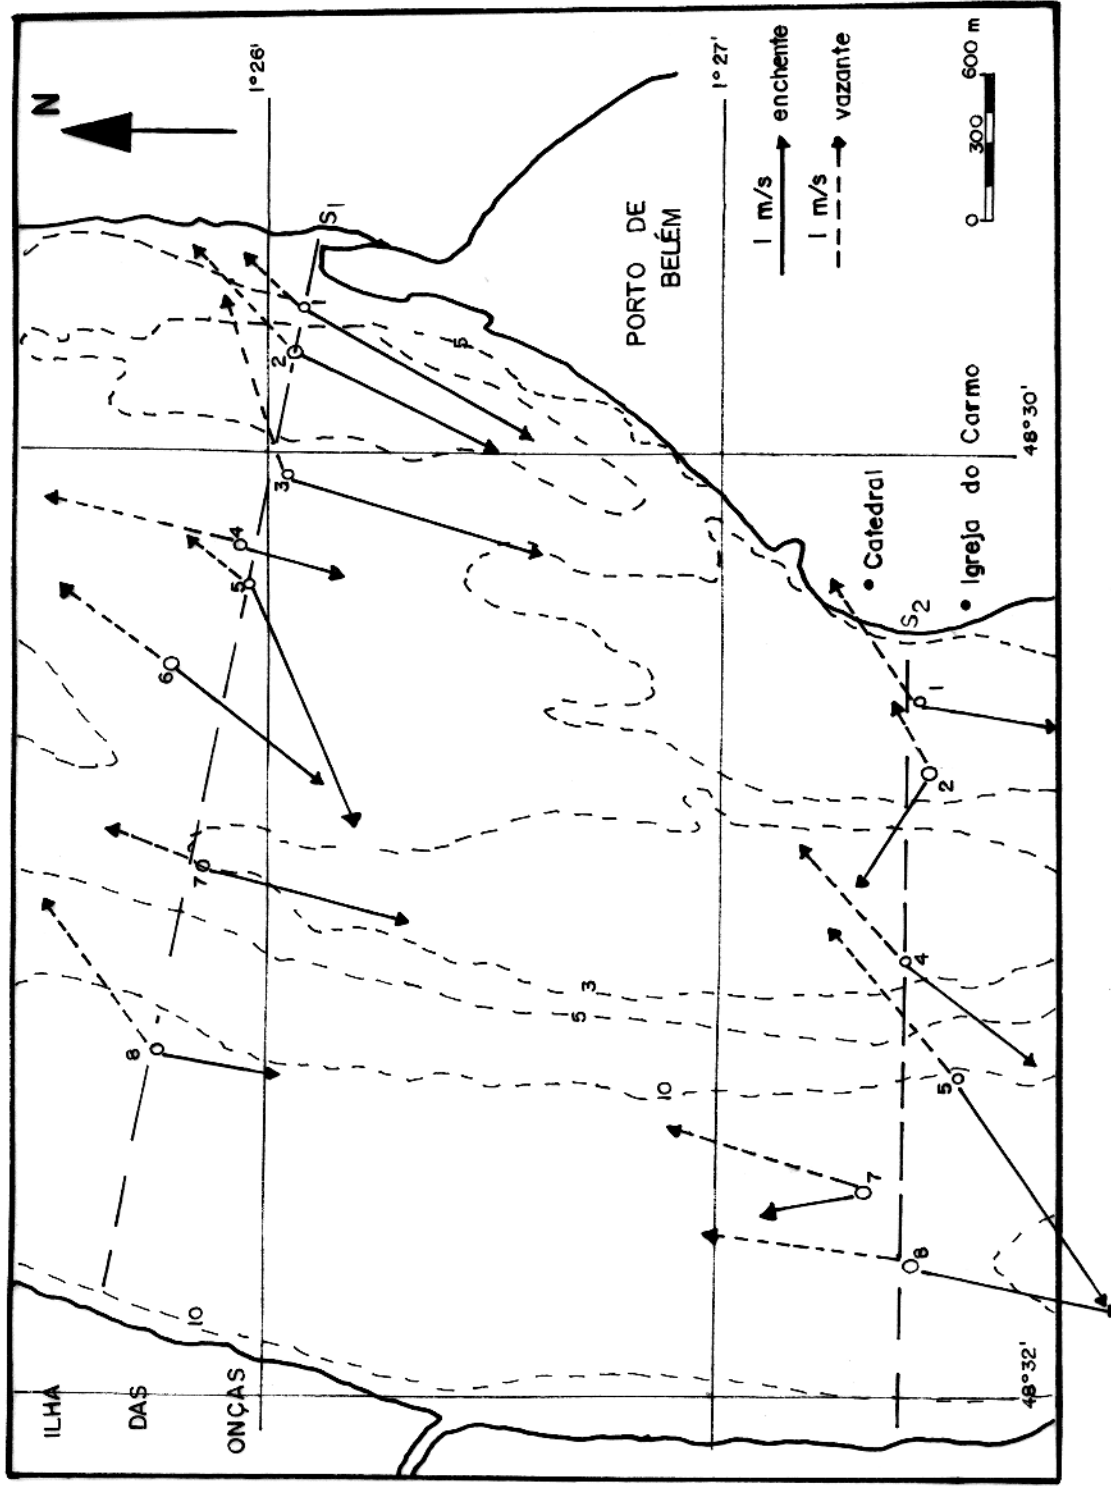 N
1°26'
S1
1
2
3
4
5
6
7
8
5
3
5
10
10
ILHA
DAS
ONÇAS
PORTO DE
BELÉM
1°27'
1 m/s
enchente
1 m/s
vazante
0 300 600 m
48°30'
Catedral
Igreja do Carmo
S2
1
2
4
5
7
8
48°32'